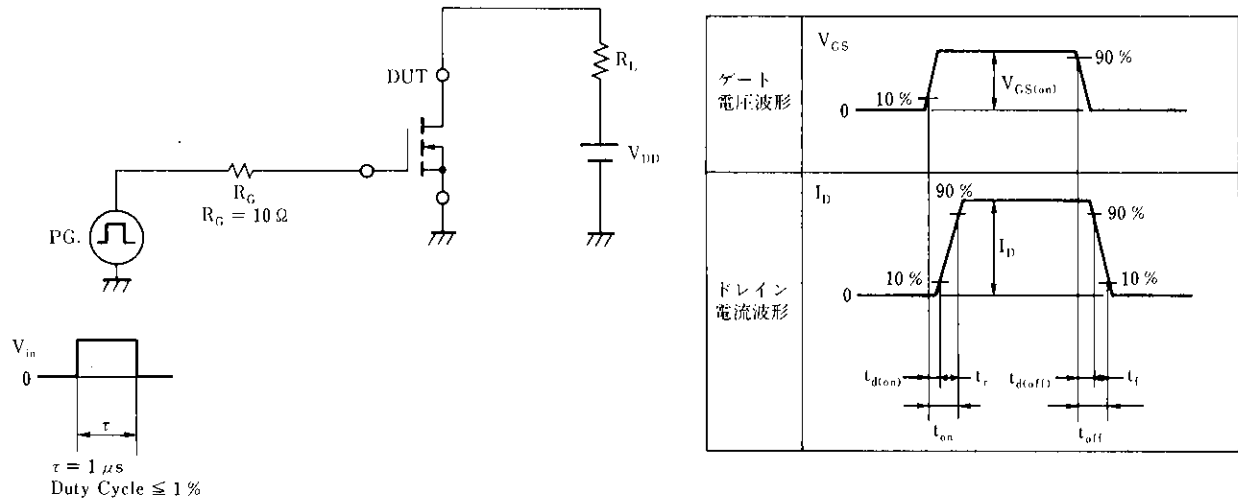 DUT
R_L
V_DD
R_G
R_G = 10 Ω
PG.
V_in
0
τ
τ = 1 μs
Duty Cycle ≦ 1 %
ゲート
電圧波形
V_GS
90 %
V_GS(on)
10 %
0
ドレイン
電流波形
I_D
90 %
90 %
I_D
10 %
10 %
0
t_d(on)
t_r
t_d(off)
t_f
t_on
t_off